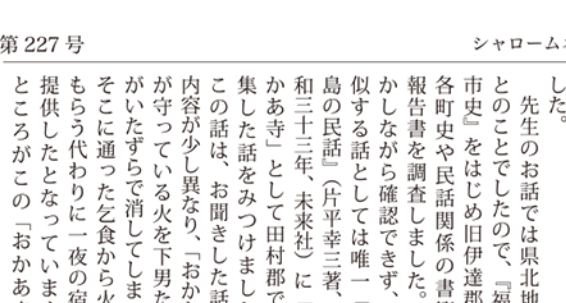 第 227 号
シャローム
した。
先生のお話では県北地
とのことでしたので、『福
市史』をはじめ旧伊達郡
各町史や民話関係の書
報告書を調査しました。
かしながら確認できず、
似する話としては唯一『
島の民話』（片平幸三著、
和三十三年、未来社）に「
かあ寺」として田村郡で
集した話をみつけまし
この話は、お聞きした話
内容が少し異なり、「おか
が守っている火を下男た
がいたずらで消してしま
そこに通った乞食から火
もらう代わりに一夜の宿
提供したとなっていま
ところがこの「おかあ